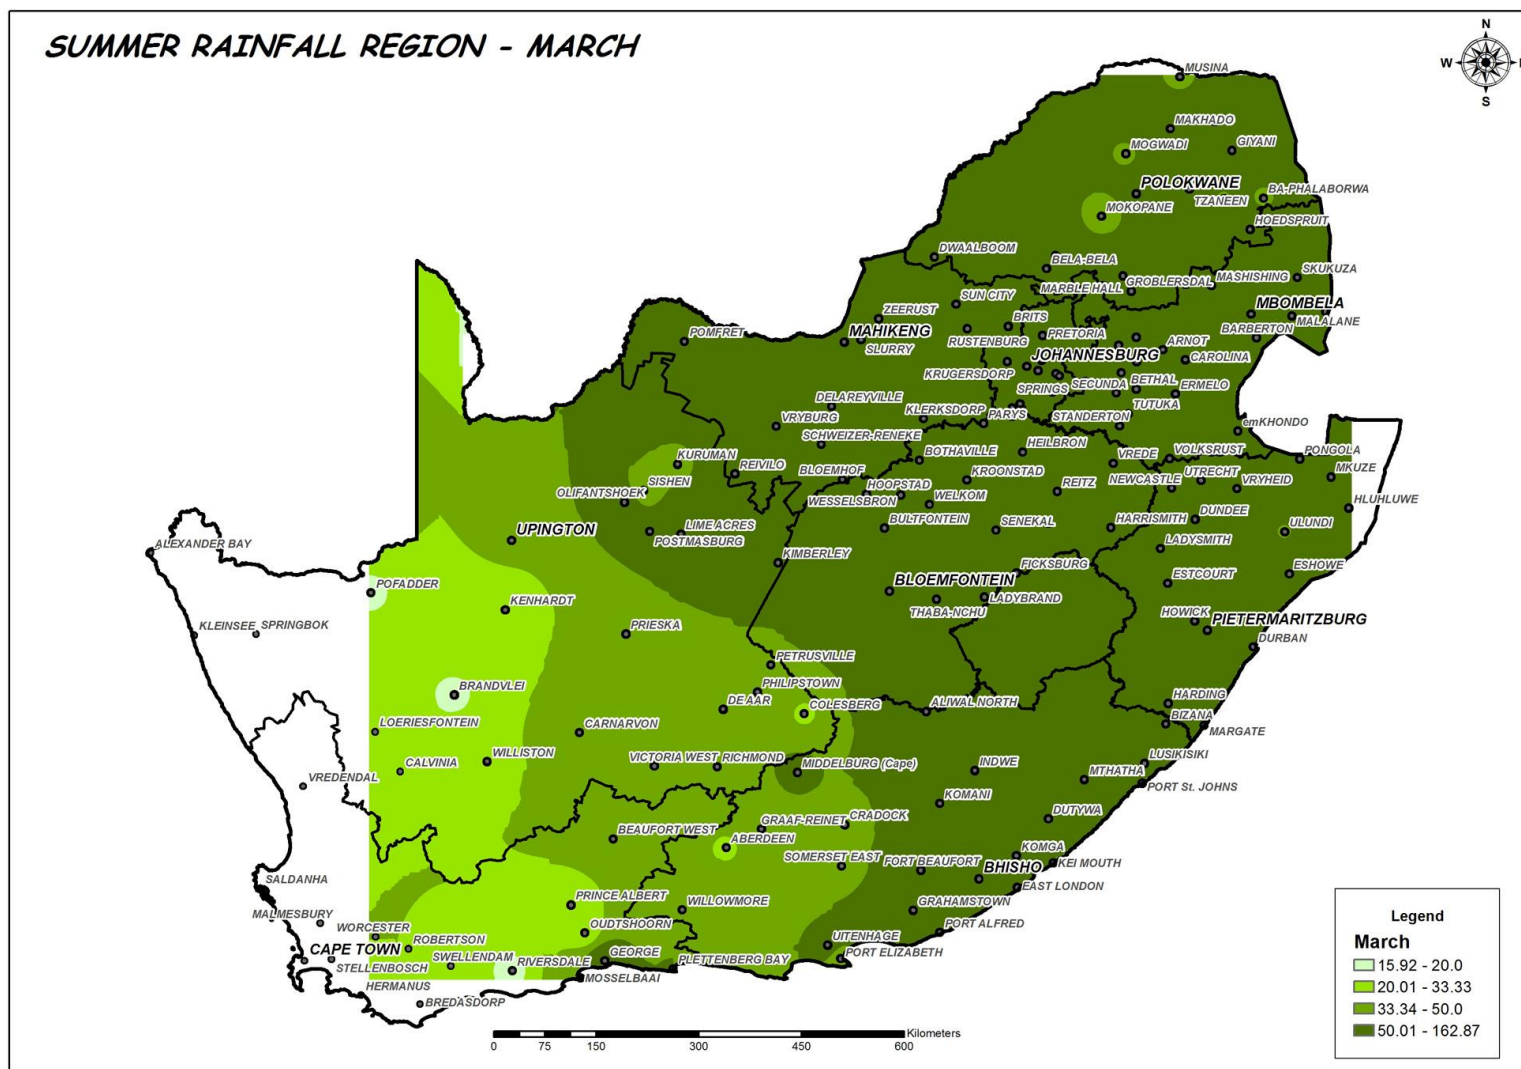 SUMMER RAINFALL REGION - MARCH
N
W
E
S
MUSINA
MAKHADO
MOGWADI
GIYANI
POLOKWANE
TZANEEN
BA-PHALABORWA
MOKOPANE
HOEDSPRUIT
DWAALBOOM
BELA-BELA
MARBLE HALL
GROBLERSDAL
MASHISHING
SKUKUZA
SUN CITY
ZEERUST
BRITS
MBOMBELA
MALALANE
BARBERTON
POMFRET
MAHIKENG
SLURRY
RUSTENBURG
PRETORIA
ARNOT
JOHANNESBURG
CAROLINA
KRUGERSDORP
SPRINGS
SECUNDA
BETHAL
ERMELO
TUTUKA
DELAREYVILLE
KLERKSDORP
PARYS
STANDERTON
emKHONDO
VRYBURG
SCHWEIZER-RENEKE
HEILBRON
KURUMAN
REIVILO
BLOEMHOF
BOTHAVILLE
KROONSTAD
VREDE
VOLKSRUST
PONGOLA
SISHEN
HOOPSTAD
REITZ
NEWCASTLE
UTRECHT
VRYHEID
MKUZE
OLIFANTSHOEK
WESSELSBRON
WELKOM
HLUHLUWE
UPINGTON
LIME ACRES
POSTMASBURG
BULTFONTEIN
SENEKAL
HARRISMITH
DUNDEE
ULUNDI
ALEXANDER BAY
KIMBERLEY
LADYSMITH
FICKSBURG
POFADDER
BLOEMFONTEIN
ESTCOURT
ESHOWE
KENHARDT
THABA-NCHU
LADYBRAND
KLEINSEE
SPRINGBOK
PRIESKA
HOWICK
PIETERMARITZBURG
DURBAN
PETRUSVILLE
BRANDVLEI
PHILIPSTOWN
DE AAR
COLESBERG
ALIWAL NORTH
HARDING
LOERIESFONTEIN
CARNARVON
BIZANA
MARGATE
CALVINIA
WILLISTON
VICTORIA WEST
RICHMOND
MIDDELBURG (Cape)
INDWE
LUSIKISIKI
VREDENDAL
MTHATHA
PORT St. JOHNS
KOMANI
DUTYWA
BEAUFORT WEST
GRAAF-REINET
CRADOCK
ABERDEEN
SOMERSET EAST
FORT BEAUFORT
KOMGA
BHISHO
KEI MOUTH
SALDANHA
EAST LONDON
PRINCE ALBERT
WILLOWMORE
GRAHAMSTOWN
MALMESBURY
WORCESTER
OUDTSHOORN
PORT ALFRED
CAPE TOWN
ROBERTSON
UITENHAGE
STELLENBOSCH
SWELLENDAM
RIVERSDALE
GEORGE
PLETTENBERG BAY
PORT ELIZABETH
HERMANUS
MOSSELBAAI
BREDASDORP
Kilometers
0 75 150 300 450 600
Legend
March
15.92 - 20.0
20.01 - 33.33
33.34 - 50.0
50.01 - 162.87